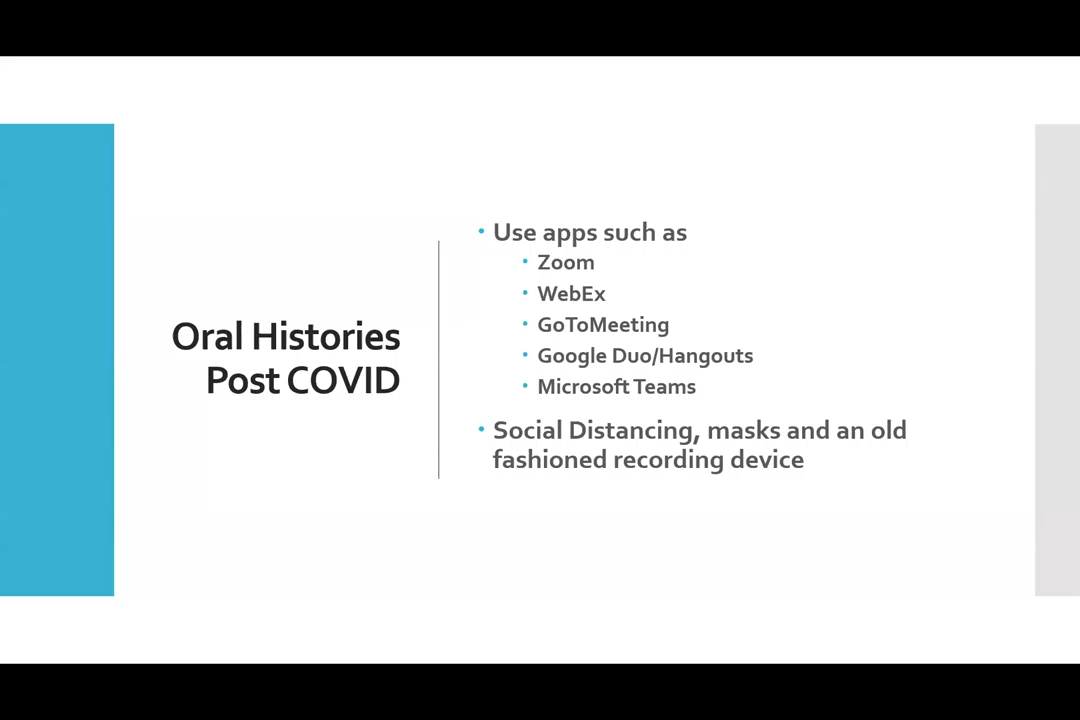 Oral Histories
Post COVID
• Use apps such as
• Zoom
• WebEx
• GoToMeeting
• Google Duo/Hangouts
• Microsoft Teams
• Social Distancing, masks and an old
fashioned recording device